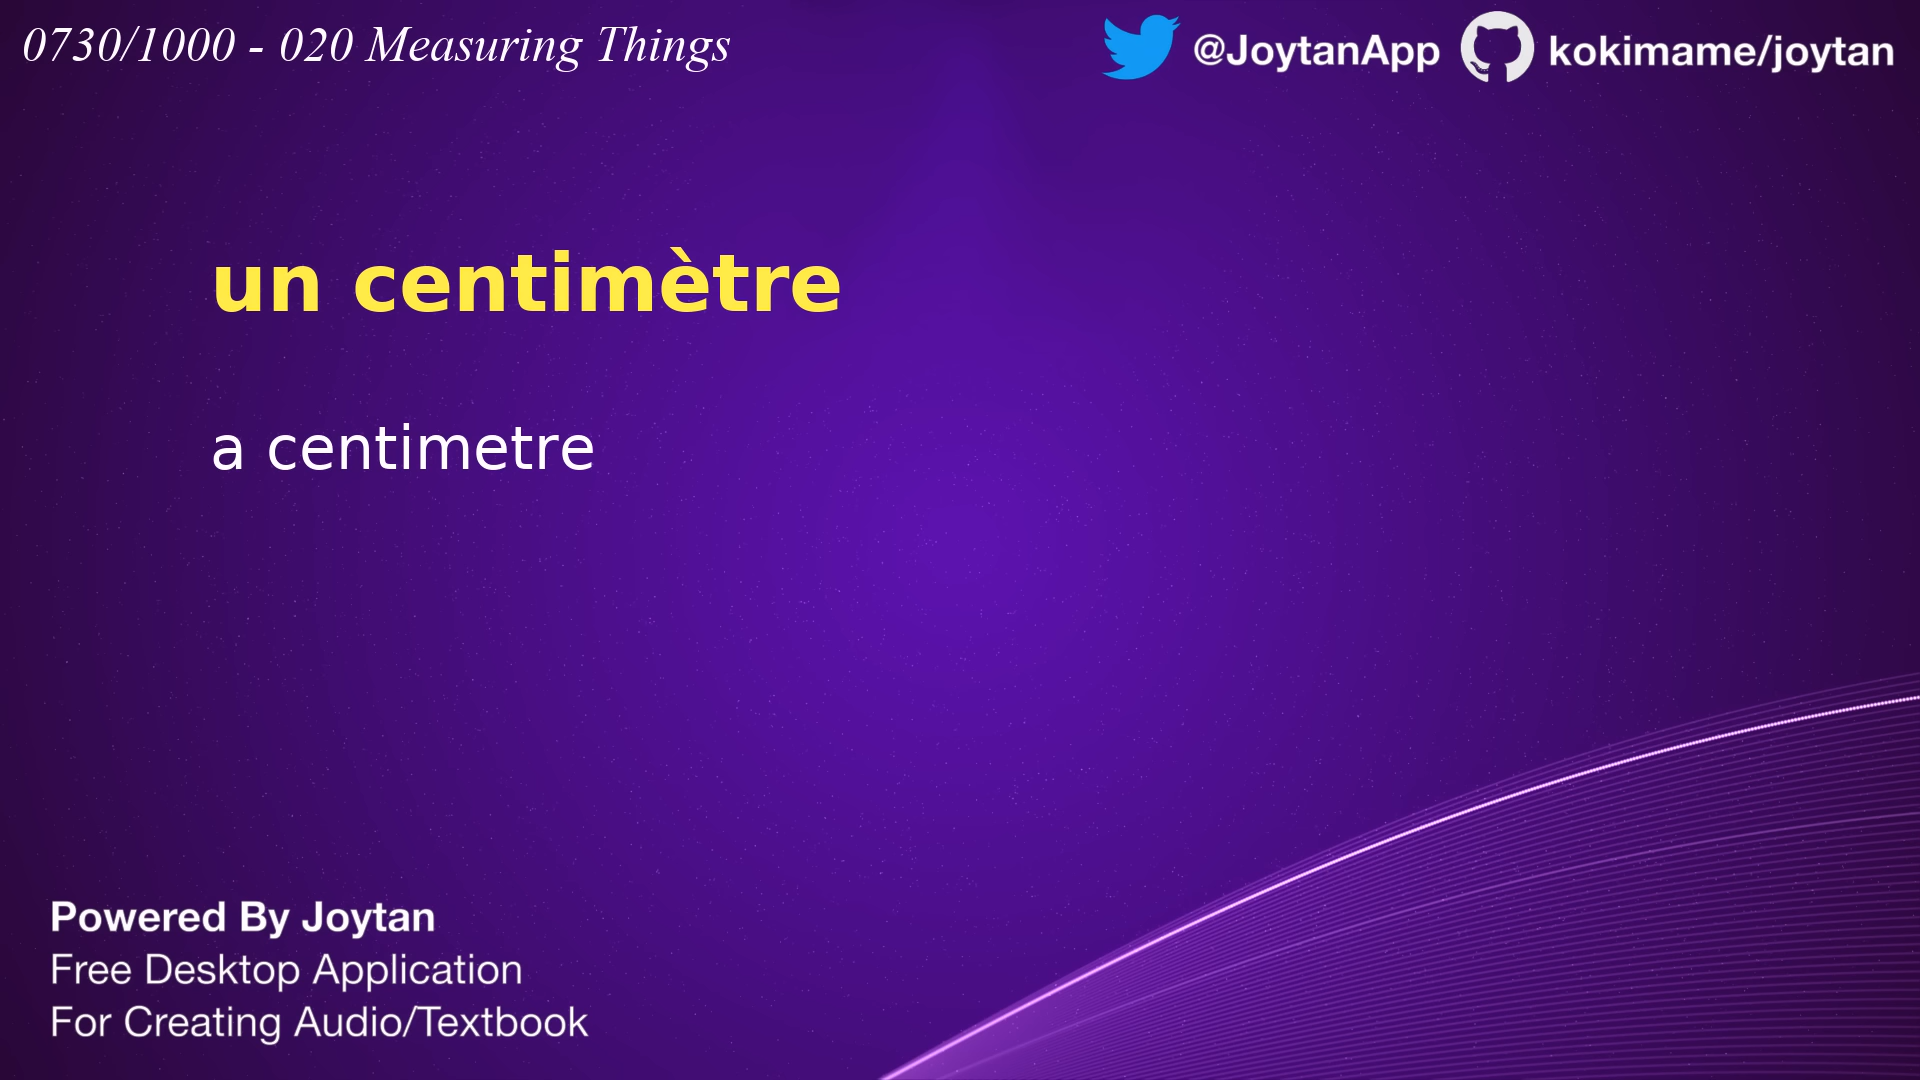 0730/1000 - 020 Measuring Things
@JoytanApp
kokimame/joytan
un centimètre
a centimetre
Powered By Joytan
Free Desktop Application
For Creating Audio/Textbook